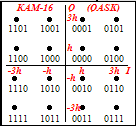 KAM-16 Q (QASK)
3h
1101 1001 0001 0101
h
1100 1000 0000 0100
-3h -h h 3h I
-h
1110 1010 0010 0110
-3h
1111 1011 0011 0111